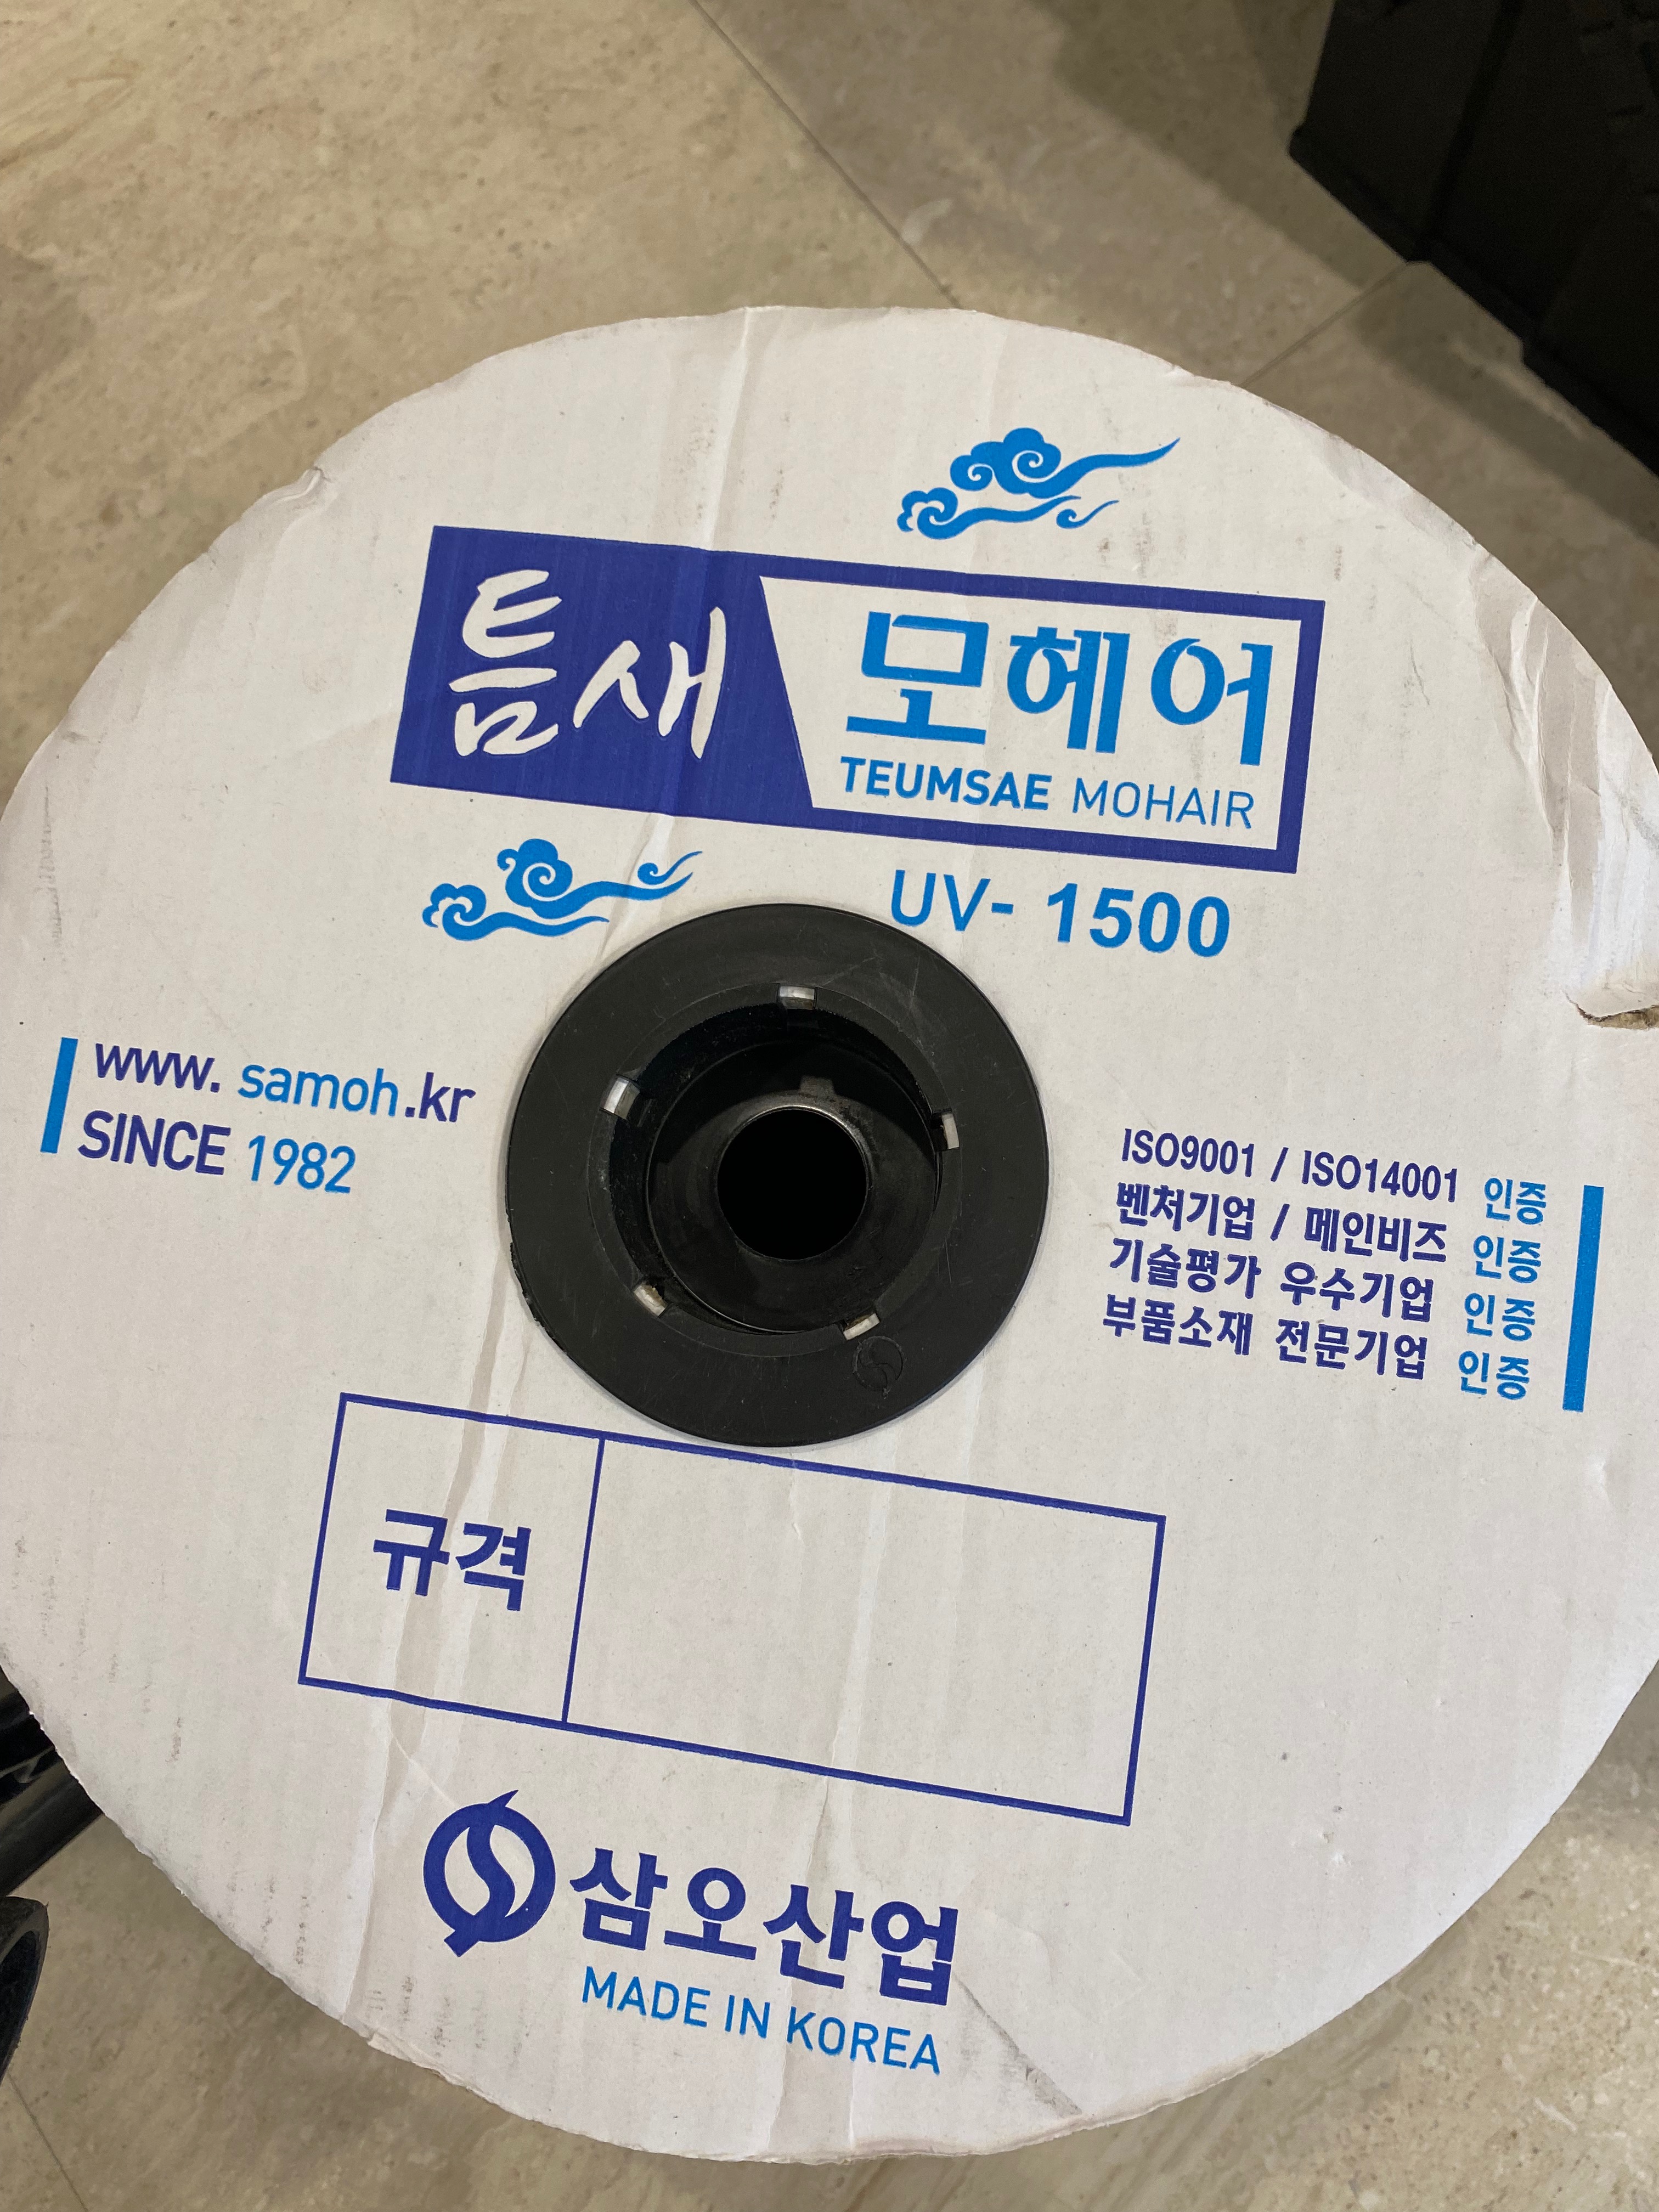 틈새 모헤어
TEUMSAE MOHAIR
UV- 1500
www. samoh.kr
SINCE 1982
ISO9001 / ISO14001 인증
벤처기업 / 메인비즈 인증
기술평가 우수기업 인증
부품소재 전문기업 인증
규격
삼오산업
MADE IN KOREA